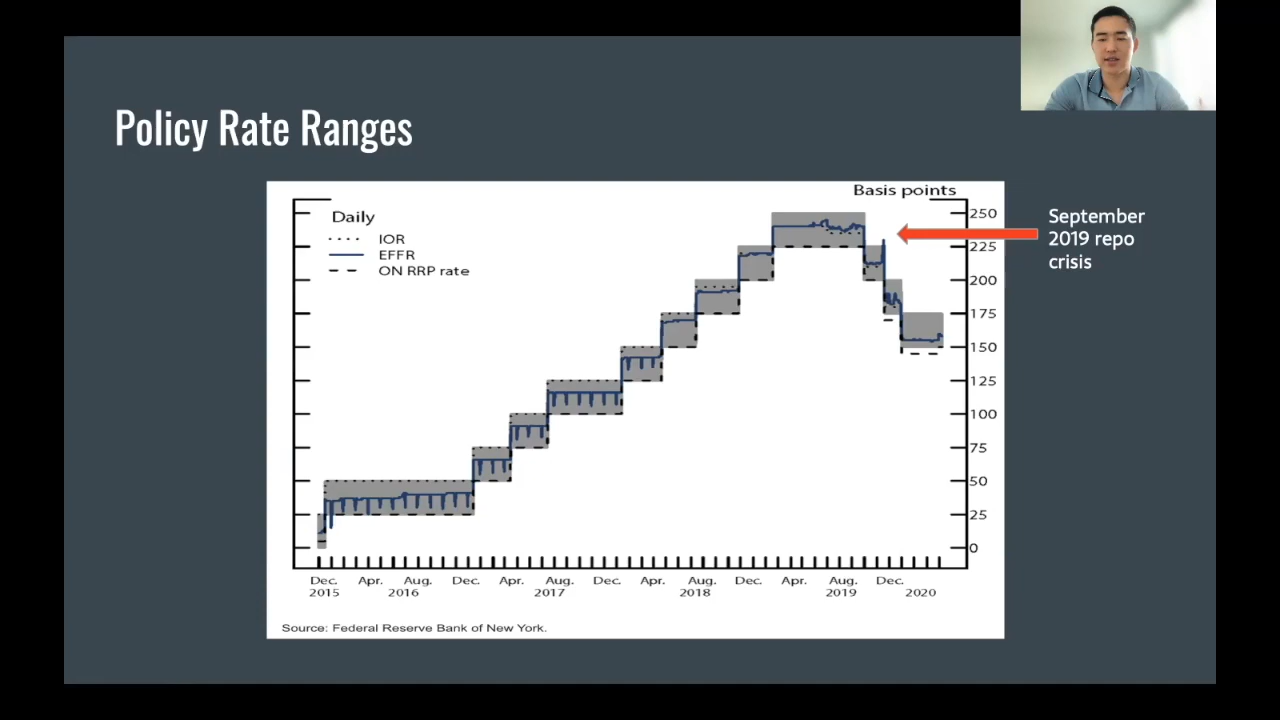 Policy Rate Ranges
Basis points
Daily
IOR
EFFR
ON RRP rate
250
225
200
175
150
125
100
75
50
25
0
Dec. Apr. Aug. Dec. Apr. Aug. Dec. Apr. Aug. Dec. Apr. Aug. Dec.
2015 2016 2017 2018 2019 2020
Source: Federal Reserve Bank of New York.
September
2019 repo
crisis